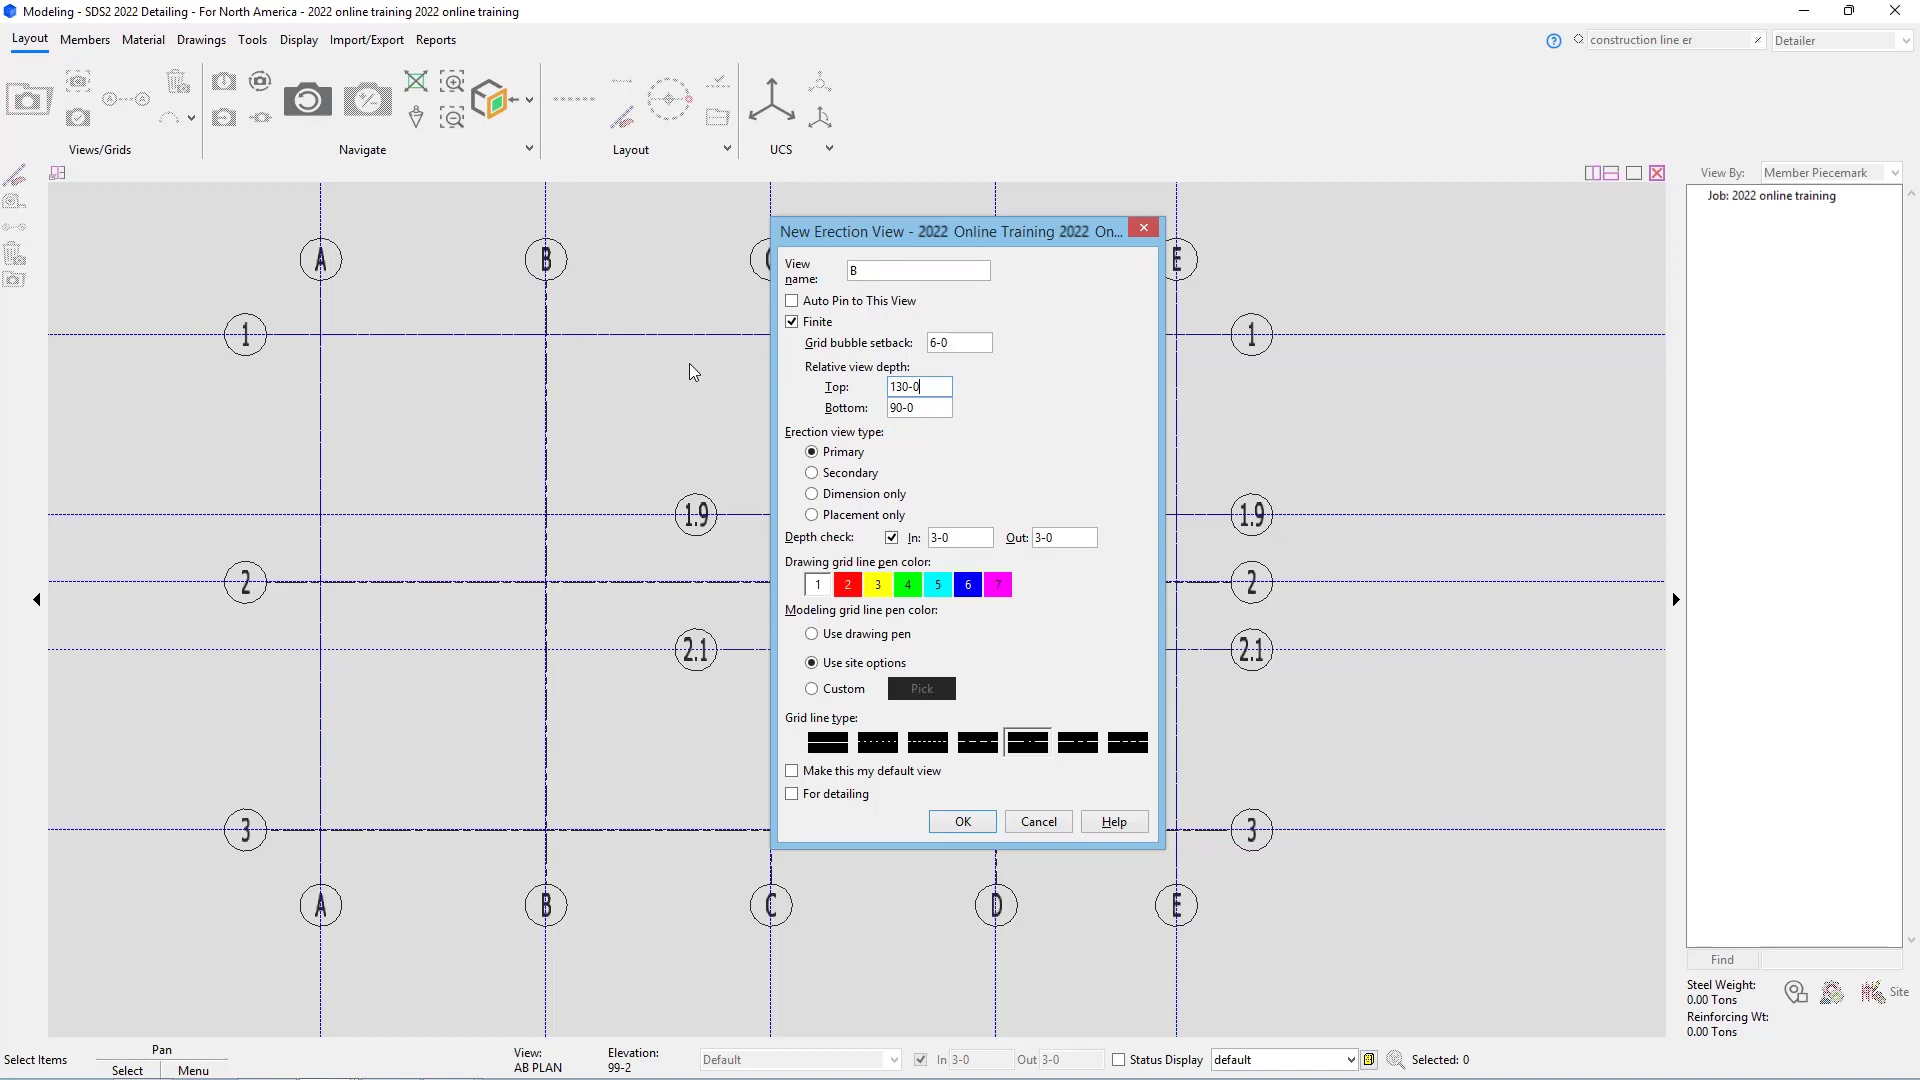 Modeling - SDS2 2022 Detailing - For North America - 2022 online training 2022 online training
Layout Members Material Drawings Tools Display Import/Export Reports
construction line er
Detailer
Views/Grids
Navigate
Layout
UCS
View By: Member Piecemark
Job: 2022 online training
A B E
1 1
1.9 1.9
2 2
2.1 2.1
3 3
A B C D E
New Erection View - 2022 Online Training 2022 On...
View name: B
Auto Pin to This View
Finite
Grid bubble setback: 6-0
Relative view depth:
Top: 130-0
Bottom: 90-0
Erection view type:
Primary
Secondary
Dimension only
Placement only
Depth check: In: 3-0 Out: 3-0
Drawing grid line pen color:
1 2 3 4 5 6 7
Modeling grid line pen color:
Use drawing pen
Use site options
Custom Pick
Grid line type:
Make this my default view
For detailing
OK Cancel Help
Find
Steel Weight:
0.00 Tons
Reinforcing Wt:
0.00 Tons
Site
Select Items
Pan
Select Menu
View:
AB PLAN
Elevation:
99-2
Default
In 3-0 Out 3-0
Status Display
default
Selected: 0